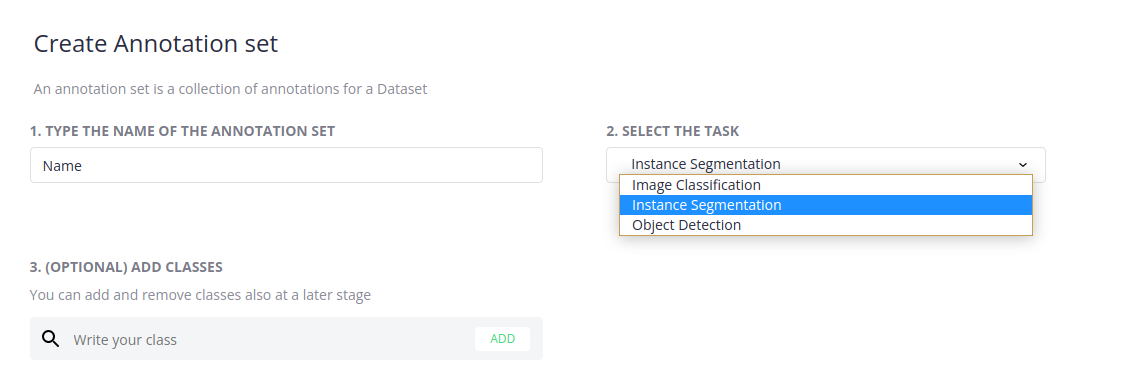 Create Annotation set
An annotation set is a collection of annotations for a Dataset
1. TYPE THE NAME OF THE ANNOTATION SET
Name
2. SELECT THE TASK
Instance Segmentation
Image Classification
Instance Segmentation
Object Detection
3. (OPTIONAL) ADD CLASSES
You can add and remove classes also at a later stage
Write your class
ADD